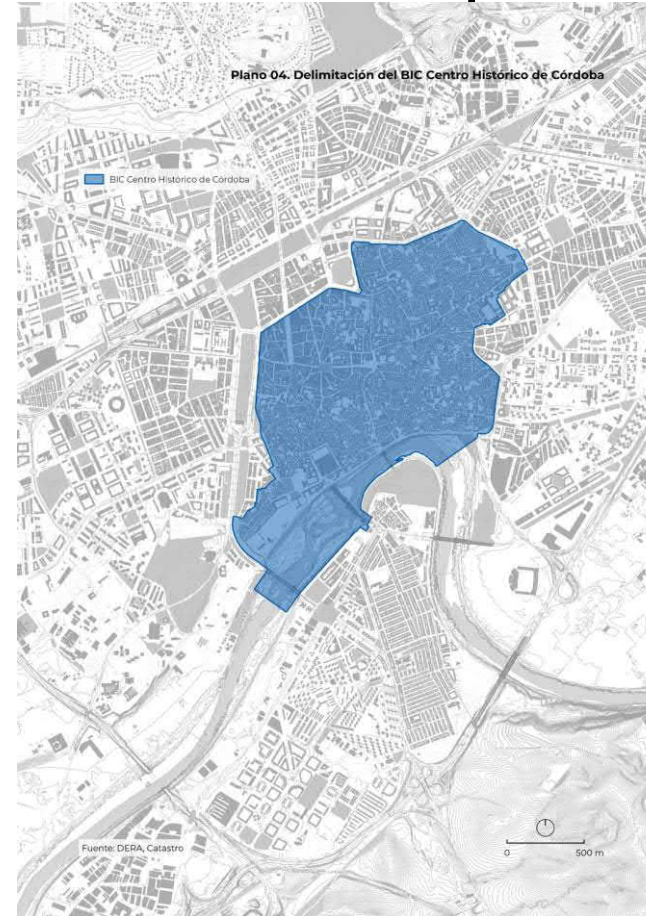 Plano 04. Delimitación del BIC Centro Histórico de Córdoba
BIC Centro Histórico de Córdoba
Fuente: DERA, Catastro
0 500 m